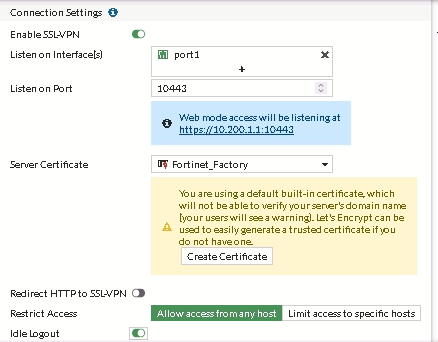 Connection Settings
Enable SSL-VPN
Listen on Interface(s) port1
+
Listen on Port 10443
Web mode access will be listening at
https://10.200.1.1:10443
Server Certificate Fortinet_Factory
You are using a default built-in certificate, which
will not be able to verify your server's domain name
(your users will see a warning). Let's Encrypt can be
used to easily generate a trusted certificate if you
do not have one.
Create Certificate
Redirect HTTP to SSL-VPN
Restrict Access Allow access from any host Limit access to specific hosts
Idle Logout